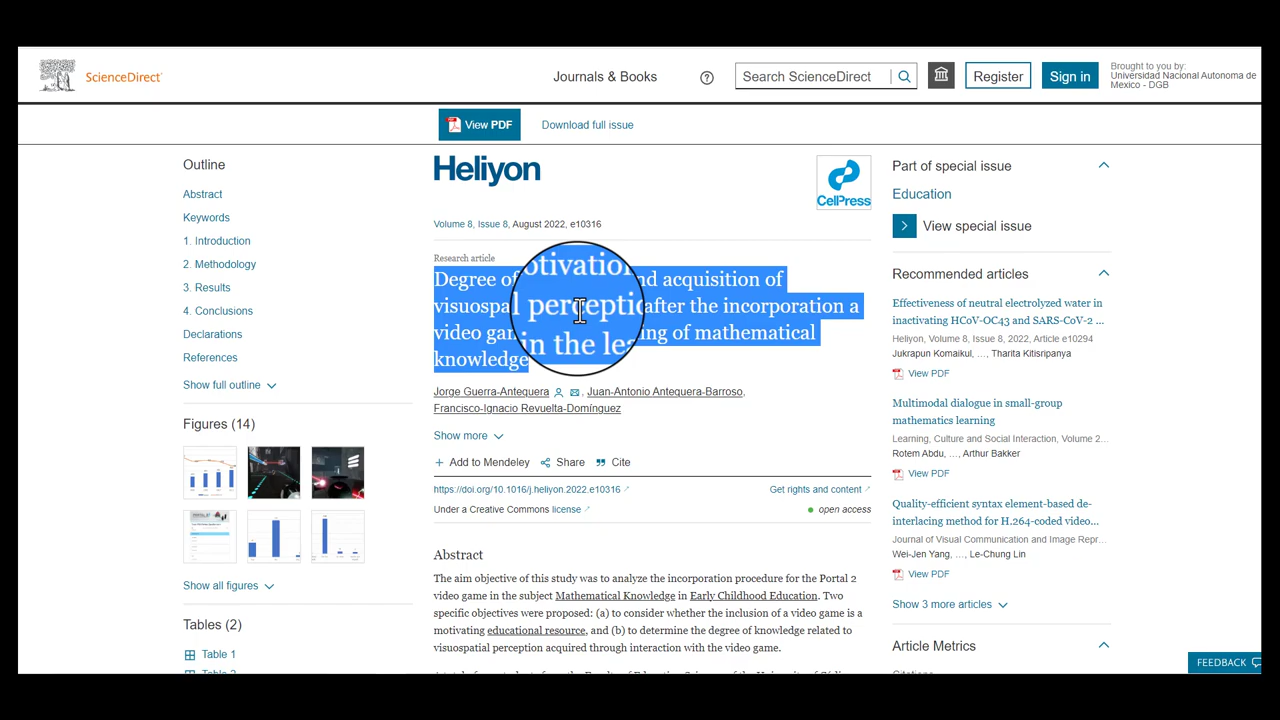 ScienceDirect
Journals & Books
?
Search ScienceDirect
Register
Sign in
Brought to you by:
Universidad Nacional Autonoma de
Mexico - DGB
View PDF
Download full issue
Outline
Abstract
Keywords
1. Introduction
2. Methodology
3. Results
4. Conclusions
Declarations
References
Show full outline
Figures (14)
Show all figures
Tables (2)
Table 1
Heliyon
CellPress
Volume 8, Issue 8, August 2022, e10316
Research article
Degree of otivation nd acquisition of
visuospa l perceptio after the incorporation a
video gam in the lea ing of mathematical
knowledge
Jorge Guerra-Antequera , Juan-Antonio Antequera-Barroso,
Francisco-Ignacio Revuelta-Domínguez
Show more
Add to Mendeley Share Cite
https://doi.org/10.1016/j.heliyon.2022.e10316 Get rights and content
Under a Creative Commons license open access
Abstract
The aim objective of this study was to analyze the incorporation procedure for the Portal 2
video game in the subject Mathematical Knowledge in Early Childhood Education. Two
specific objectives were proposed: (a) to consider whether the inclusion of a video game is a
motivating educational resource, and (b) to determine the degree of knowledge related to
visuospatial perception acquired through interaction with the video game.
Part of special issue
Education
View special issue
Recommended articles
Effectiveness of neutral electrolyzed water in
inactivating HCoV-OC43 and SARS-CoV-2 ...
Heliyon, Volume 8, Issue 8, 2022, Article e10294
Jukrapun Komaikul, ..., Tharita Kitisripanya
View PDF
Multimodal dialogue in small-group
mathematics learning
Learning, Culture and Social Interaction, Volume 2...
Rotem Abdu, ..., Arthur Bakker
View PDF
Quality-efficient syntax element-based de-
interlacing method for H.264-coded video...
Journal of Visual Communication and Image Repr...
Wei-Jen Yang, ..., Le-Chung Lin
View PDF
Show 3 more articles
Article Metrics
FEEDBACK